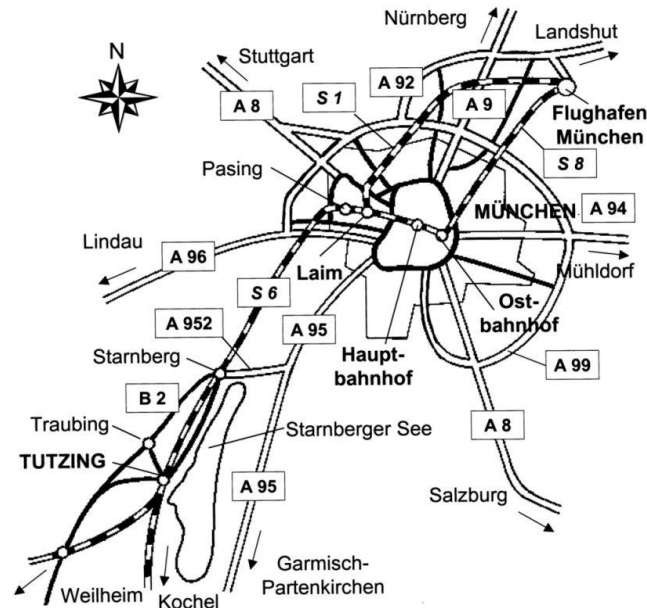 Nürnberg
Landshut
N
Stuttgart
A 92
S 1
A 9
A 8
Flughafen
München
S 8
Pasing
MÜNCHEN
A 94
Lindau
A 96
Laim
Mühldorf
S 6
Ost-
bahnhof
A 952
A 95
Haupt-
bahnhof
Starnberg
A 99
B 2
Traubing
Starnberger See
A 8
TUTZING
A 95
Salzburg
Garmisch-
Partenkirchen
Weilheim
Kochel